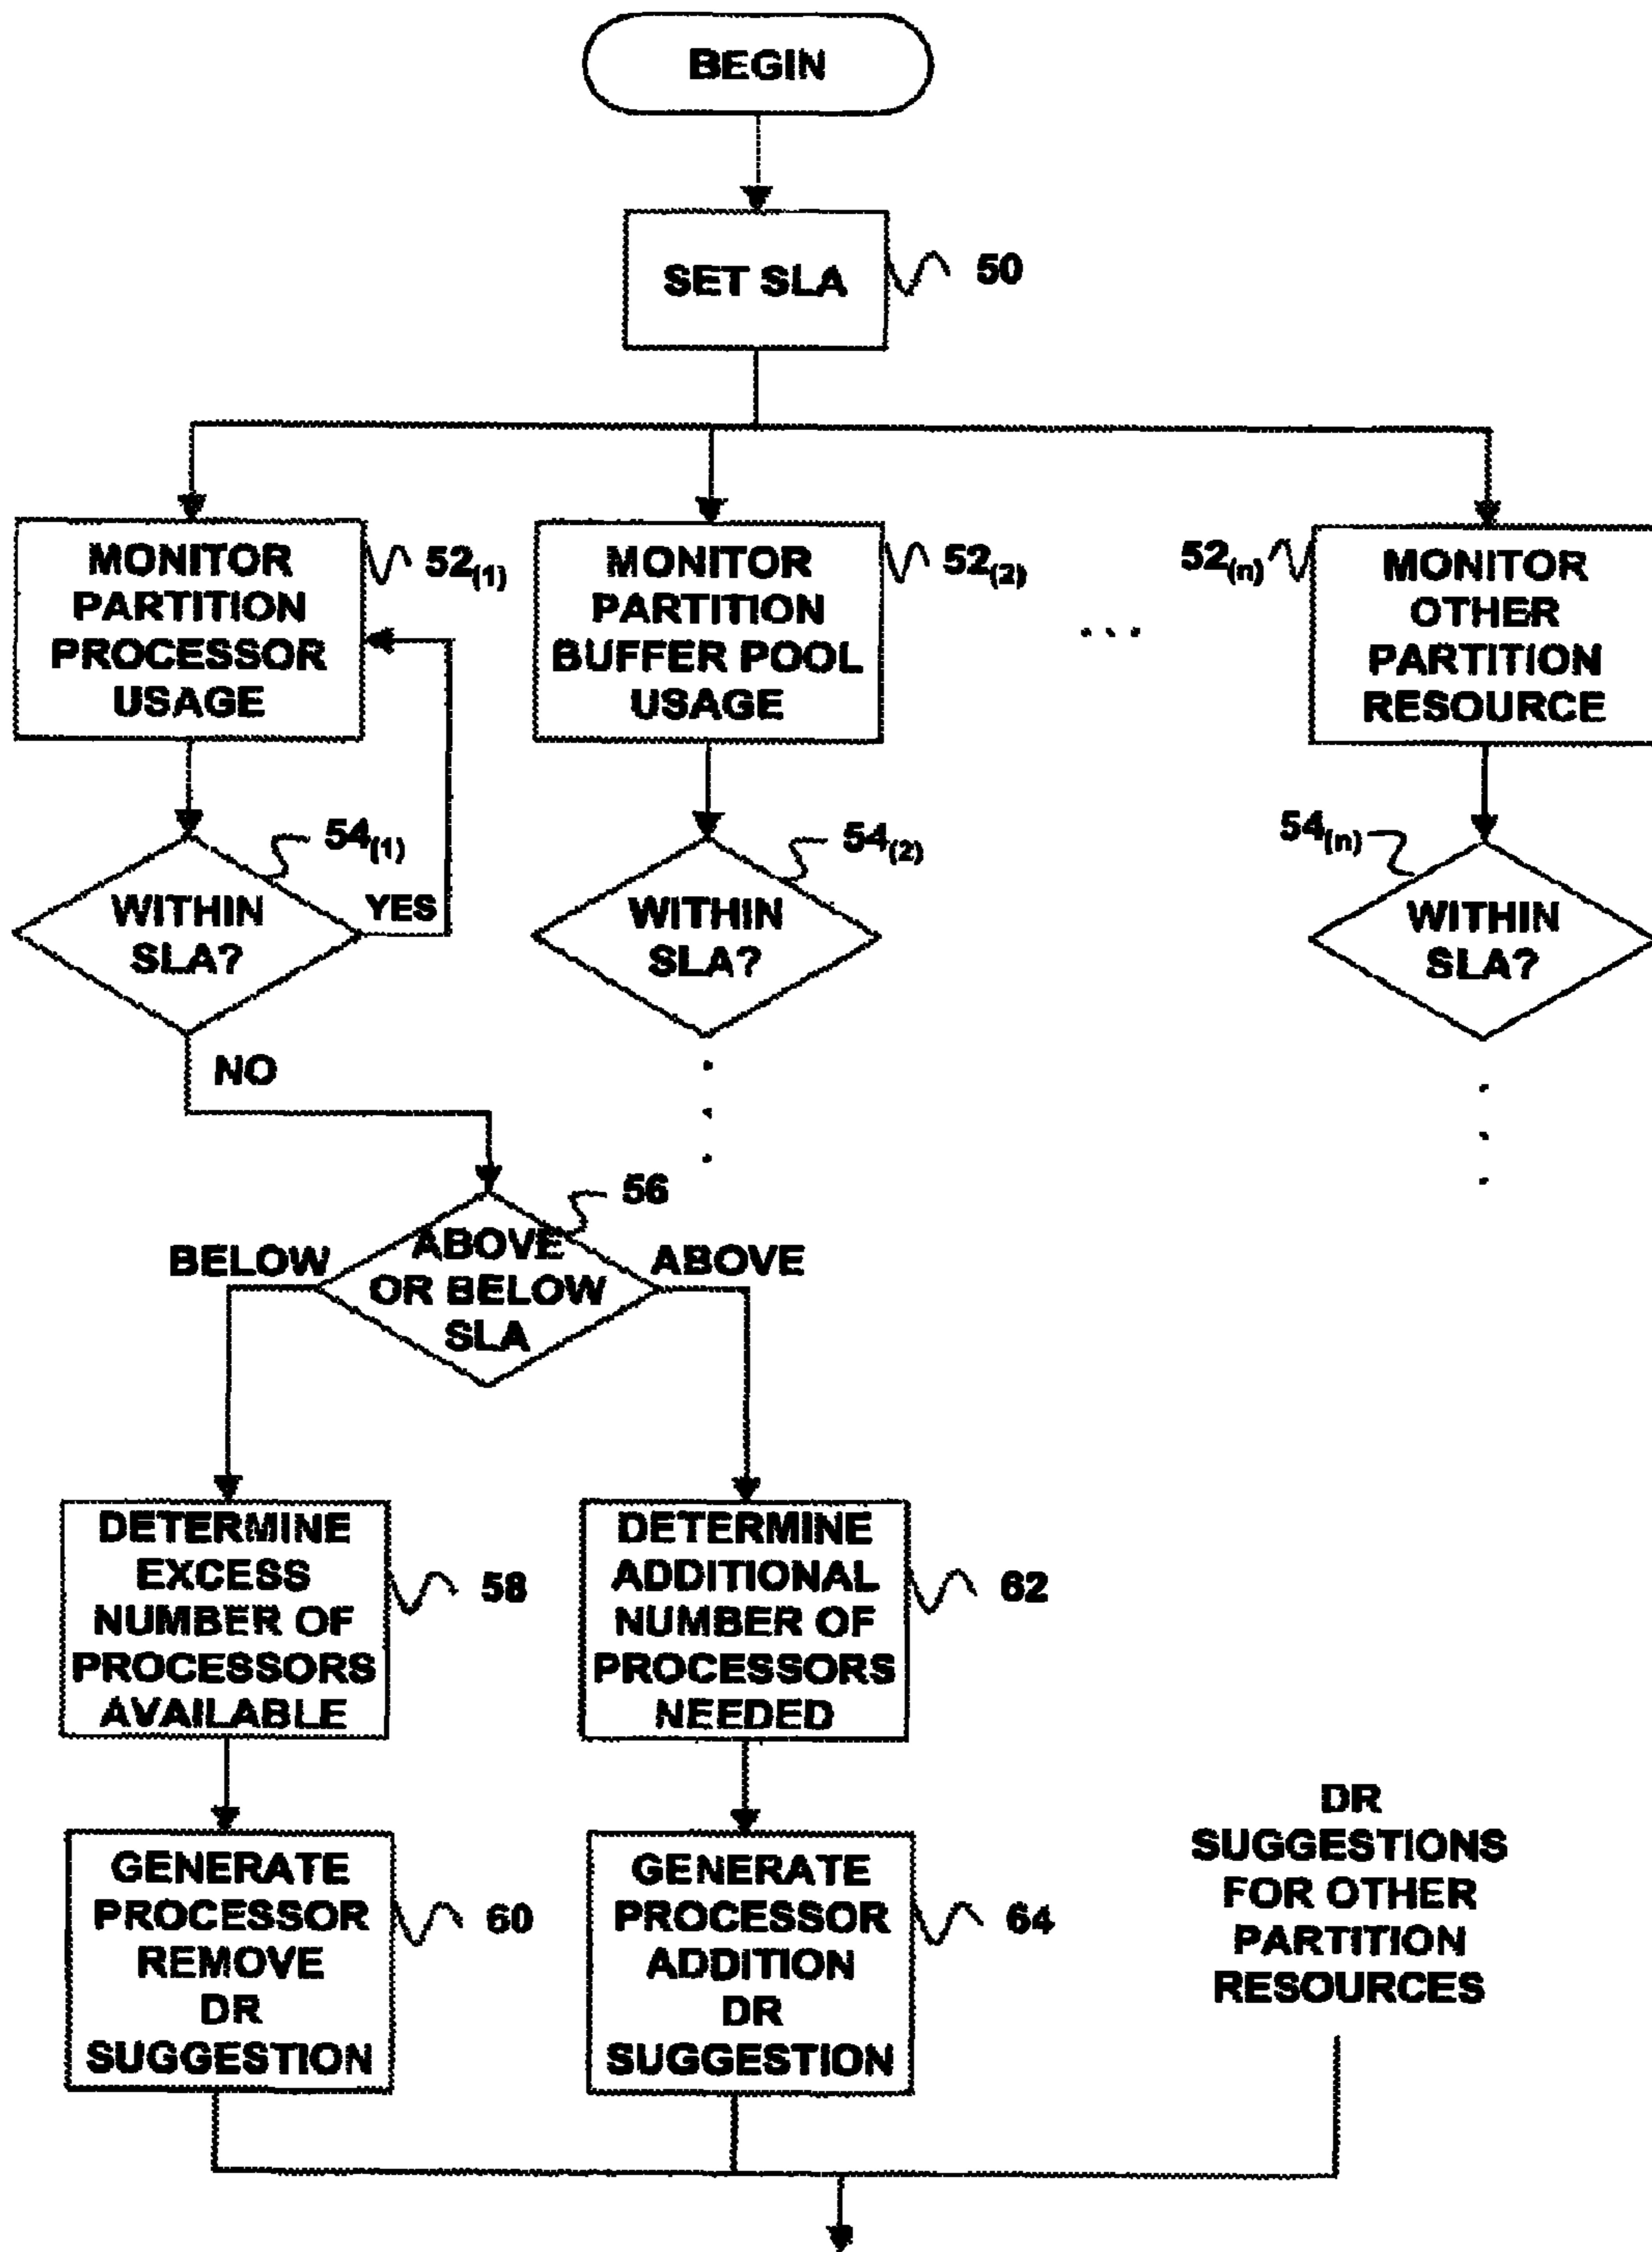 BEGIN
SET SLA
50
MONITOR
PARTITION
PROCESSOR
USAGE
52(1)
MONITOR
PARTITION
BUFFER POOL
USAGE
52(2)
. . .
52(n)
MONITOR
OTHER
PARTITION
RESOURCE
WITHIN
SLA?
54(1)
YES
NO
WITHIN
SLA?
54(2)
54(n)
WITHIN
SLA?
56
ABOVE
OR BELOW
SLA
BELOW
ABOVE
DETERMINE
EXCESS
NUMBER OF
PROCESSORS
AVAILABLE
58
DETERMINE
ADDITIONAL
NUMBER OF
PROCESSORS
NEEDED
62
GENERATE
PROCESSOR
REMOVE
DR
SUGGESTION
60
GENERATE
PROCESSOR
ADDITION
DR
SUGGESTION
64
DR
SUGGESTIONS
FOR OTHER
PARTITION
RESOURCES